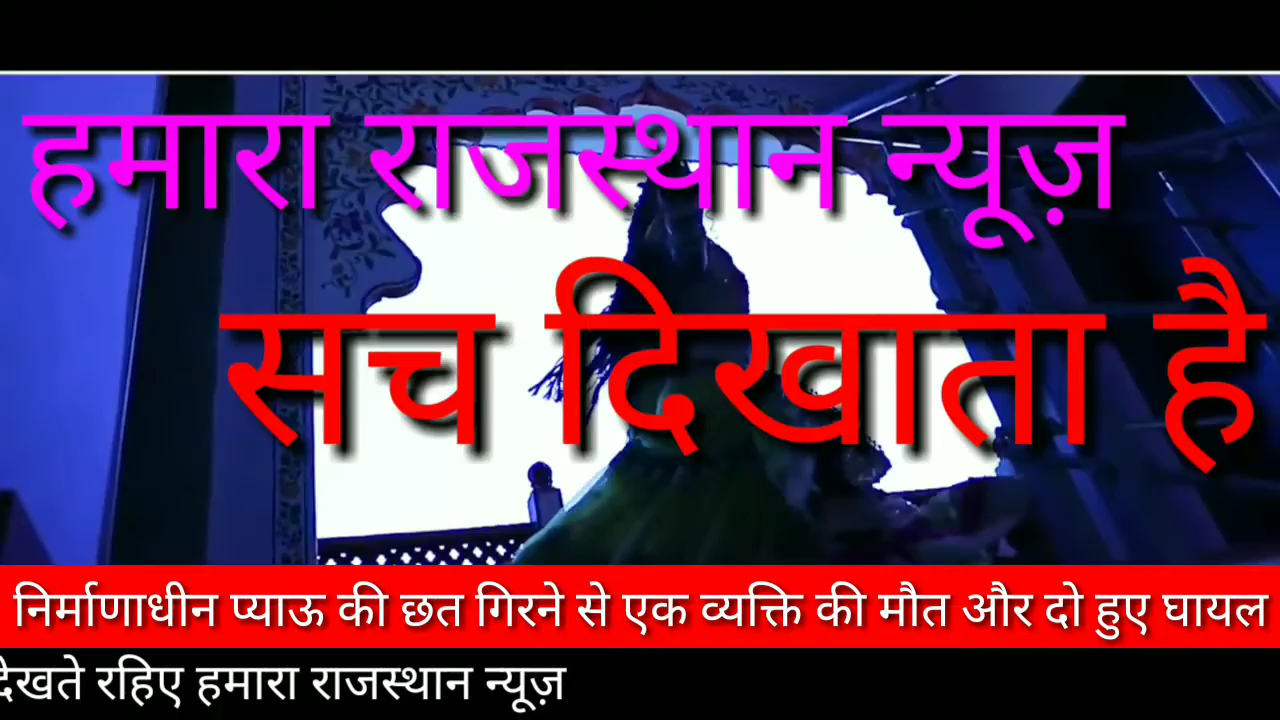 हमारा राजस्थान न्यूज़
सच दिखाता है
निर्माणाधीन प्याऊ की छत गिरने से एक व्यक्ति की मौत और दो हुए घायल
देखते रहिए हमारा राजस्थान न्यूज़